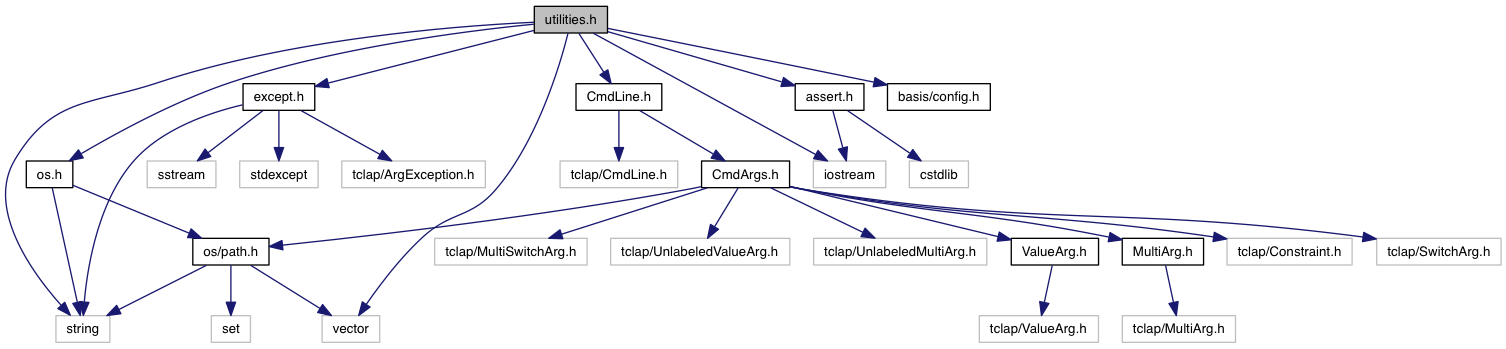 utilities.h
except.h
CmdLine.h
assert.h
basis/config.h
os.h
sstream
stdexcept
tclap/ArgException.h
tclap/CmdLine.h
CmdArgs.h
iostream
cstdlib
os/path.h
tclap/MultiSwitchArg.h
tclap/UnlabeledValueArg.h
tclap/UnlabeledMultiArg.h
ValueArg.h
MultiArg.h
tclap/Constraint.h
tclap/SwitchArg.h
string
set
vector
tclap/ValueArg.h
tclap/MultiArg.h